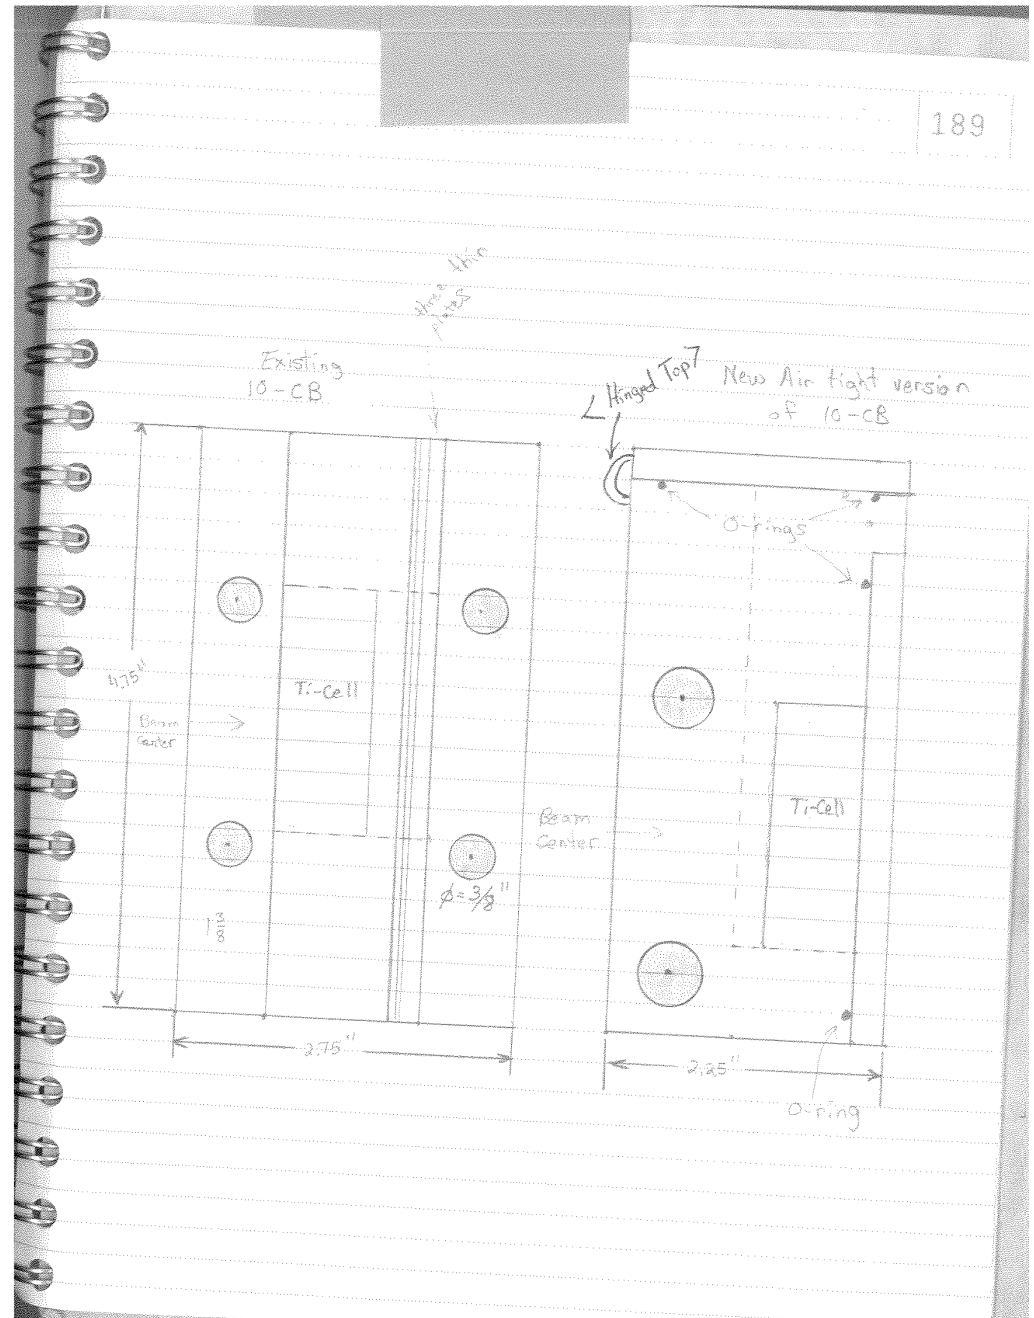 189
three thin
plates
Existing
10-CB
Hinged Top
New Air tight version
of 10-CB
O-rings
4.75"
Ti-Cell
Beam
Center
Ti-Cell
Beam
Center
φ=3/8"
1 3/8
2.75"
2.25"
O-ring